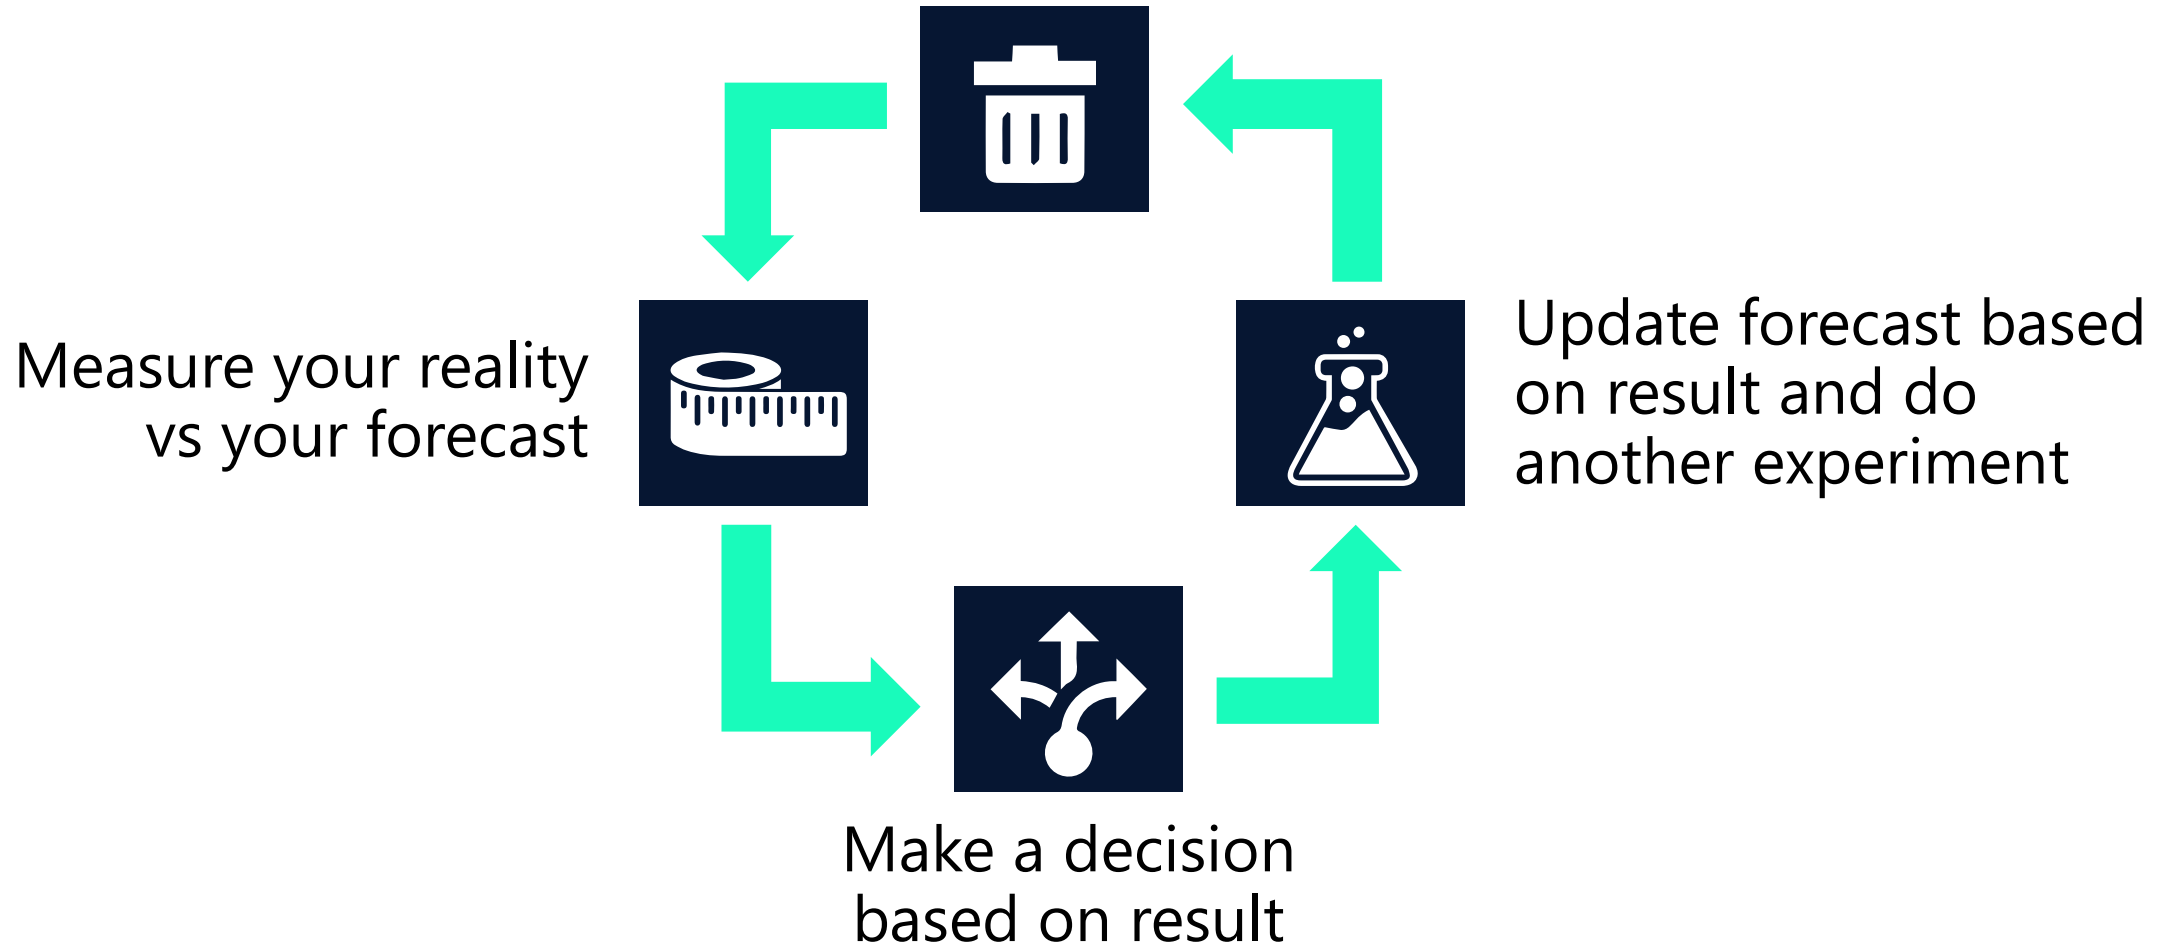 Measure your reality
vs your forecast
Update forecast based
on result and do
another experiment
Make a decision
based on result